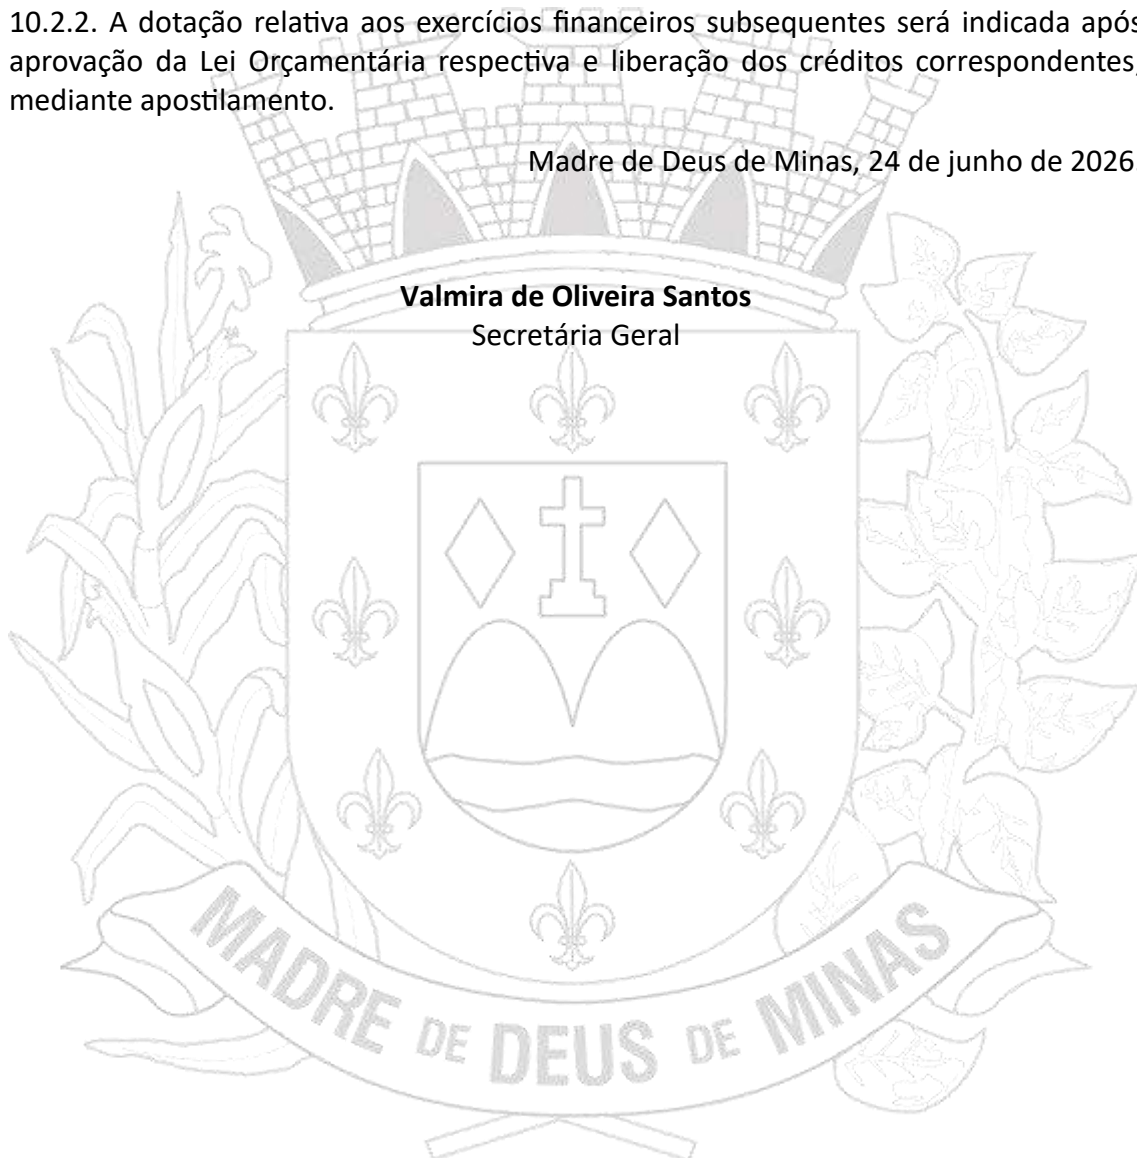 10.2.2. A dotação relativa aos exercícios financeiros subsequentes será indicada após
aprovação da Lei Orçamentária respectiva e liberação dos créditos correspondentes,
mediante apostilamento.
Madre de Deus de Minas, 24 de junho de 2026.
Valmira de Oliveira Santos
Secretária Geral
MADRE DE DEUS DE MINAS